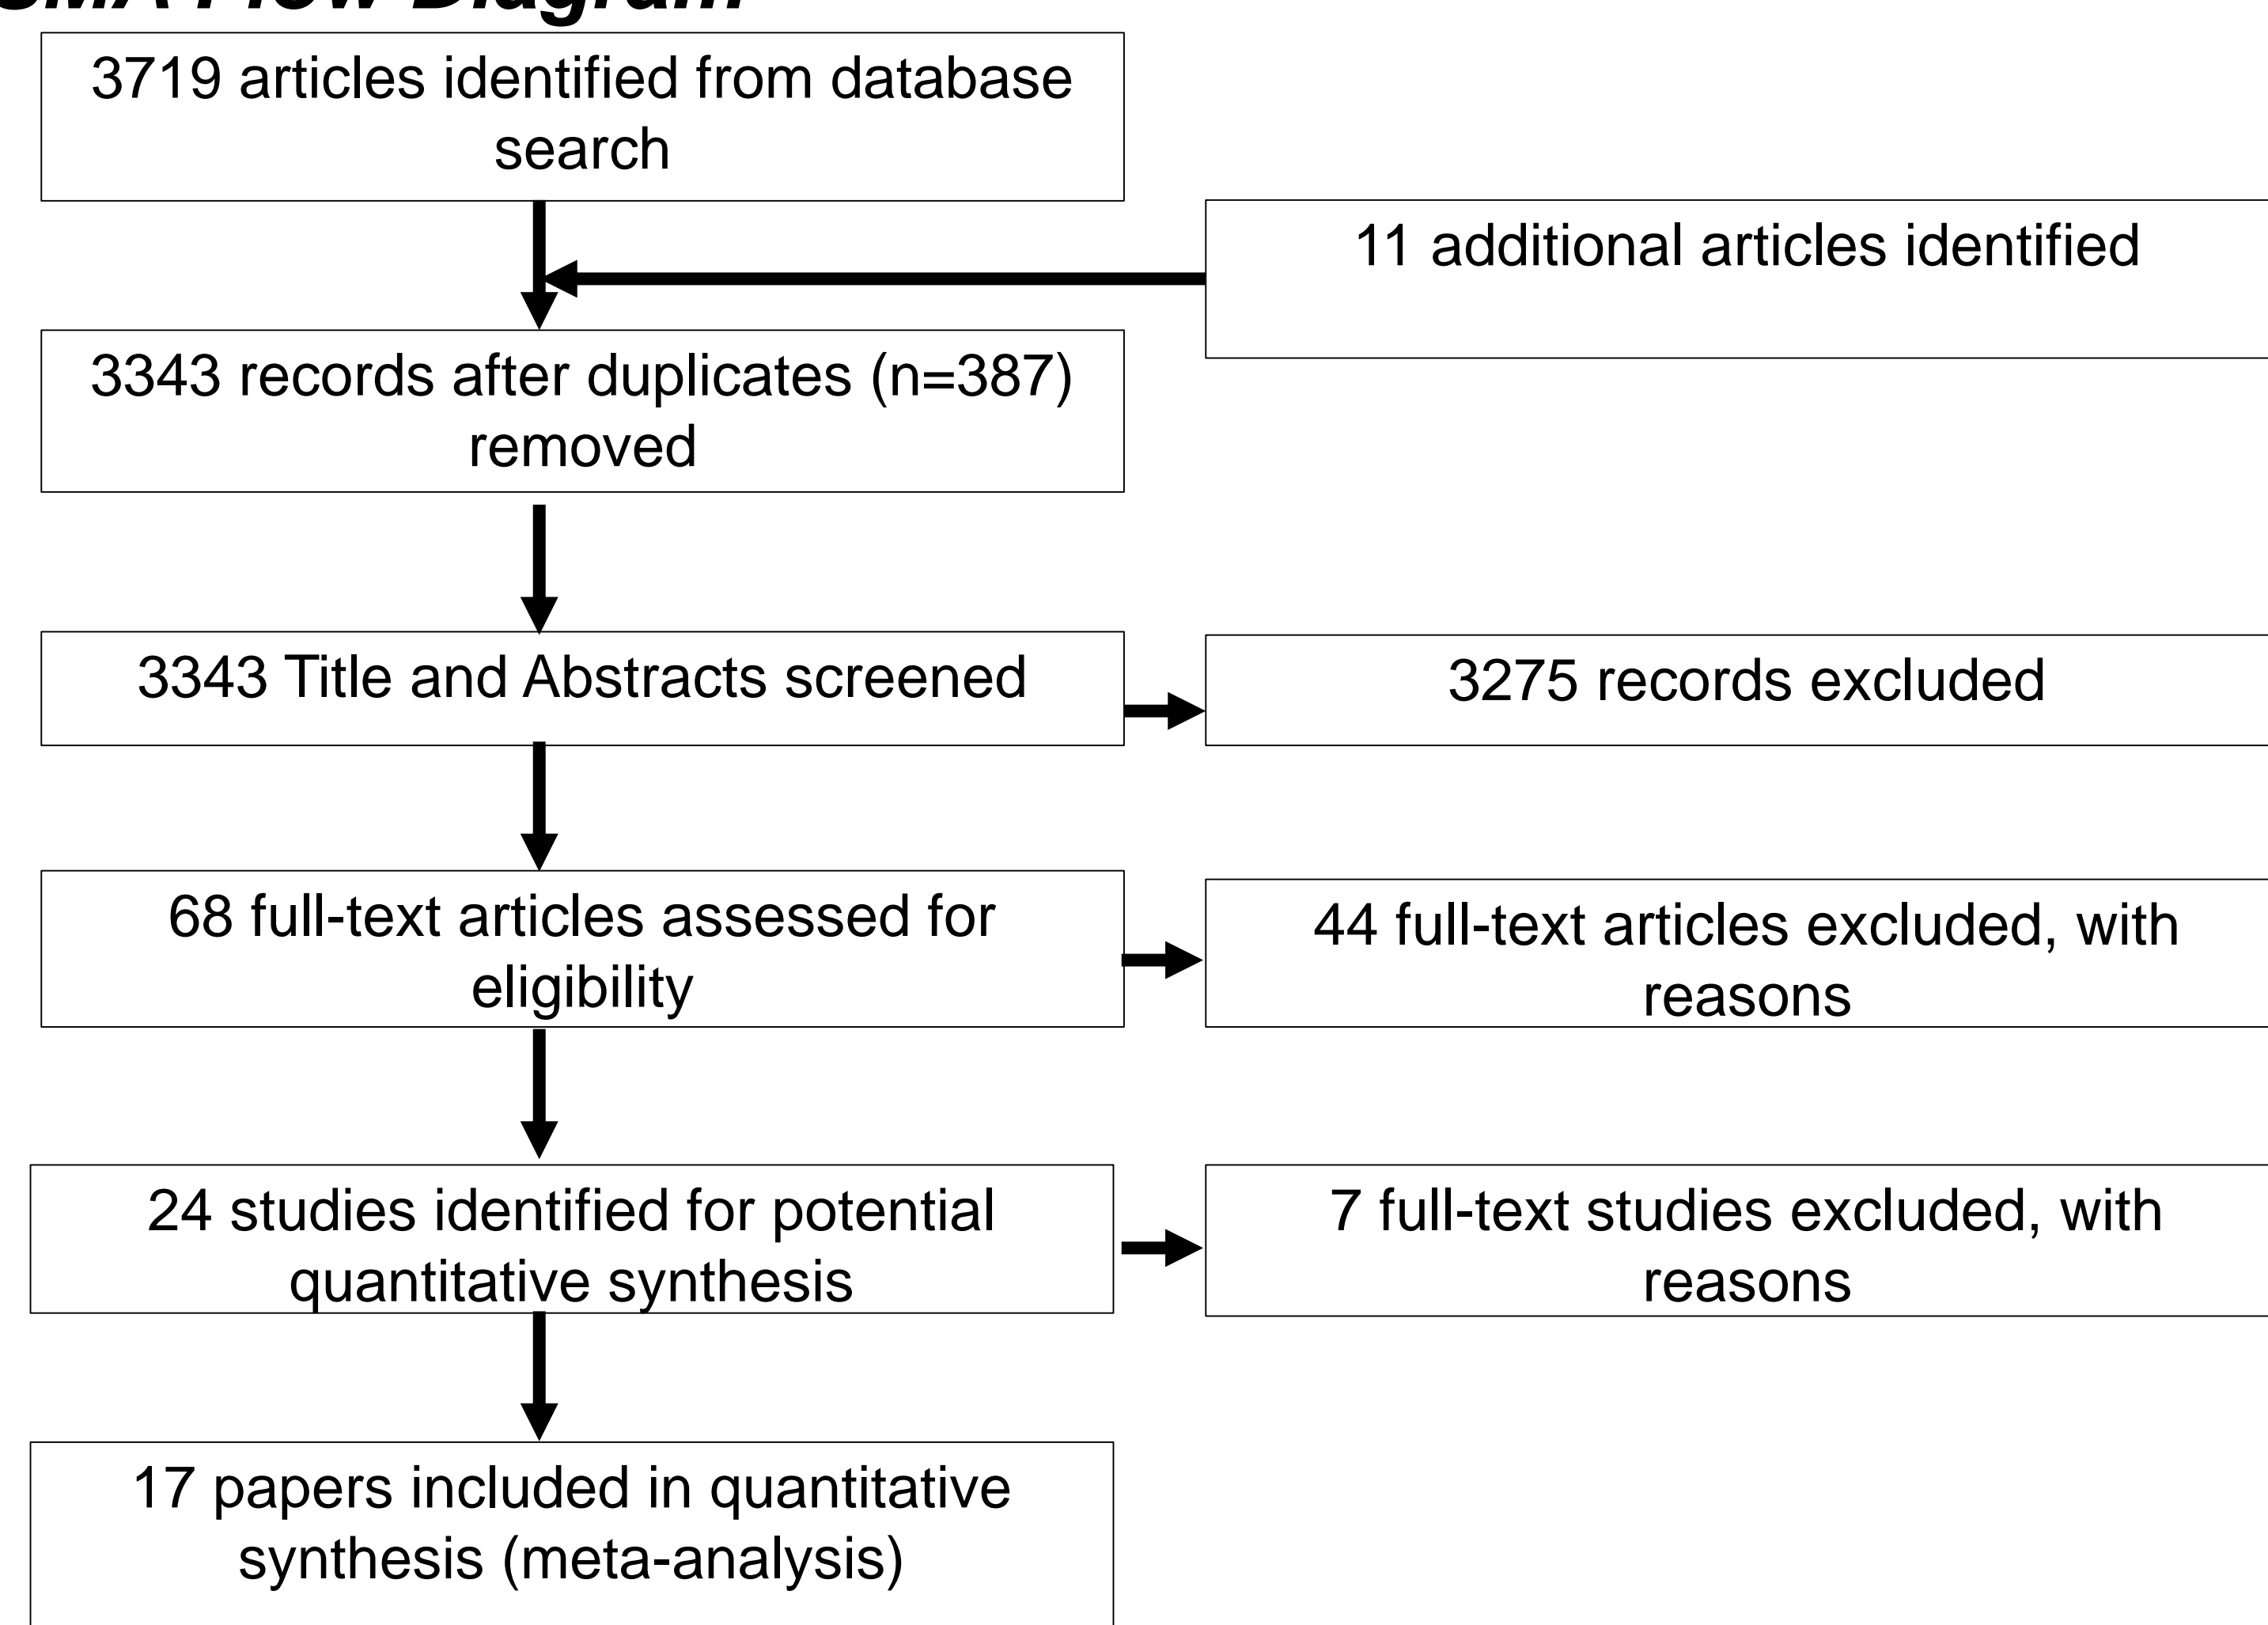 Flow Diagram
3719 articles identified from database
search
11 additional articles identified
3343 records after duplicates (n=387)
removed
3343 Title and Abstracts screened
3275 records excluded
68 full-text articles assessed for
eligibility
44 full-text articles excluded, with
reasons
24 studies identified for potential
quantitative synthesis
7 full-text studies excluded, with
reasons
17 papers included in quantitative
synthesis (meta-analysis)